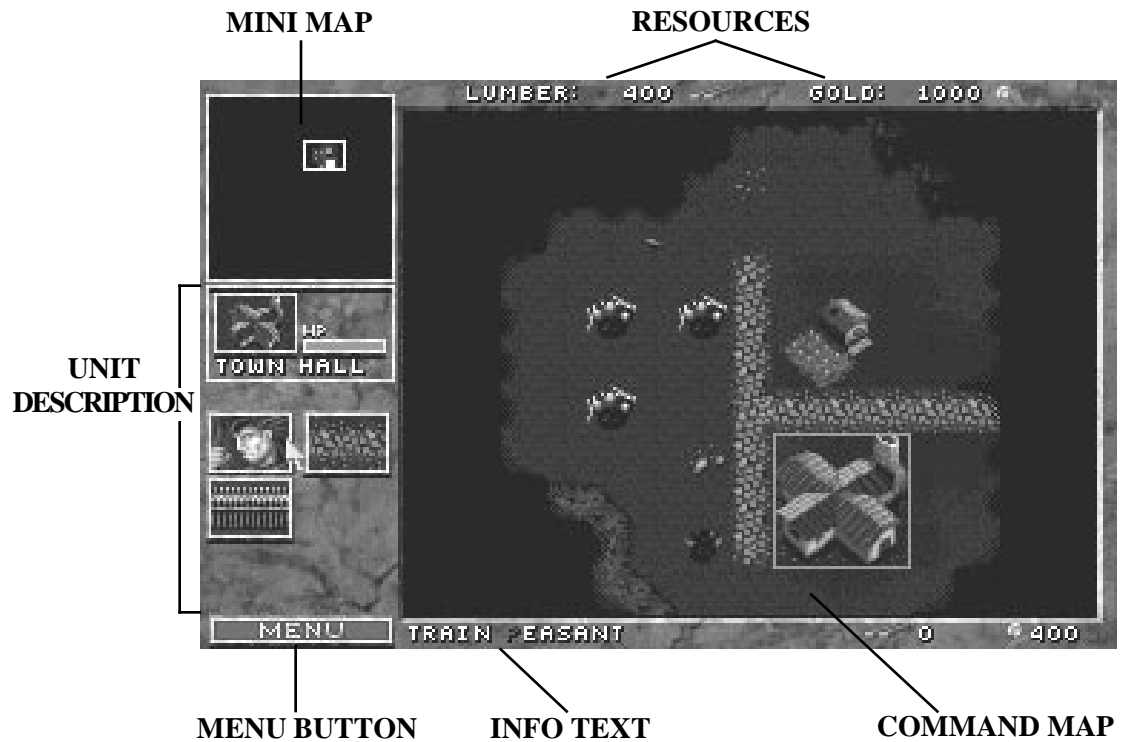 MINI MAP
RESOURCES
LUMBER: 400
GOLD: 1000
HP
TOWN HALL
UNIT
DESCRIPTION
MENU
TRAIN PEASANT
0
400
MENU BUTTON
INFO TEXT
COMMAND MAP